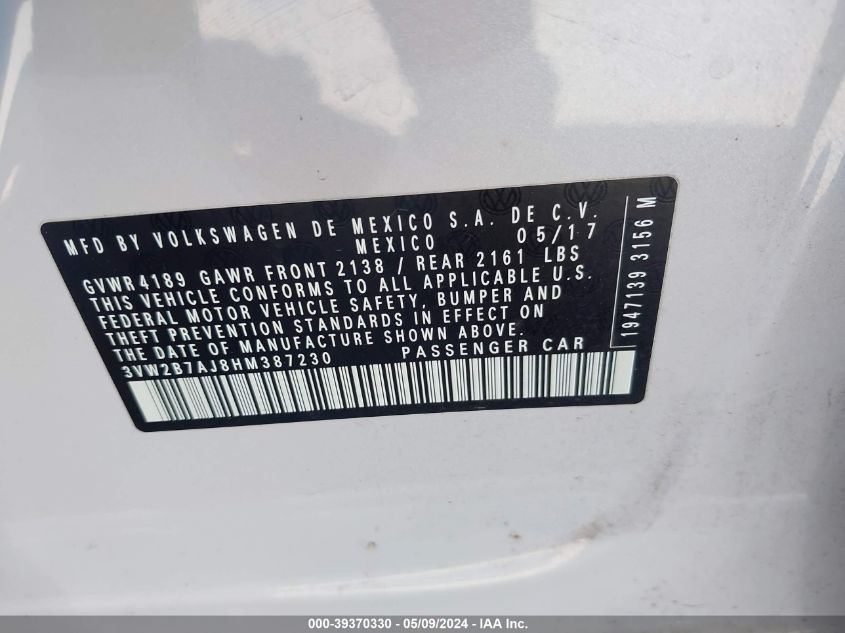 MFD BY VOLKSWAGEN DE MEXICO S.A. DE C.V.
MEXICO 05/17
GVWR 4189 GAWR FRONT 2138 / REAR 2161 LBS
THIS VEHICLE CONFORMS TO ALL APPLICABLE U.S.
FEDERAL MOTOR VEHICLE SAFETY, BUMPER AND
THEFT PREVENTION STANDARDS IN EFFECT ON
THE DATE OF MANUFACTURE SHOWN ABOVE.
3VW2B7AJ8HM387230 PASSENGER CAR
1947139 3156 M
000-39370330 - 05/09/2024 - IAA Inc.